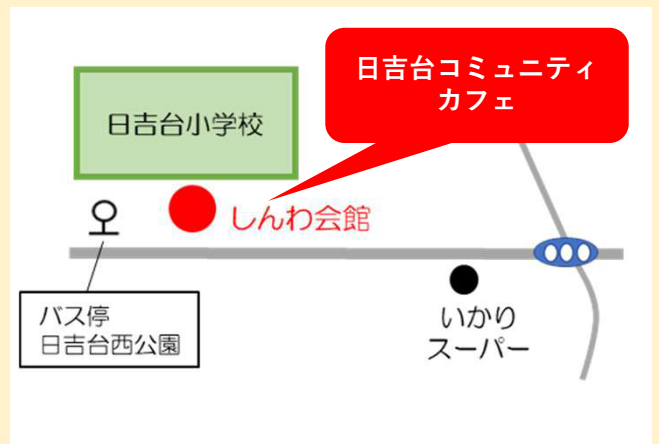 日吉台コミュニティ
カフェ
日吉台小学校
しんわ会館
バス停
日吉台西公園
いかり
スーパー